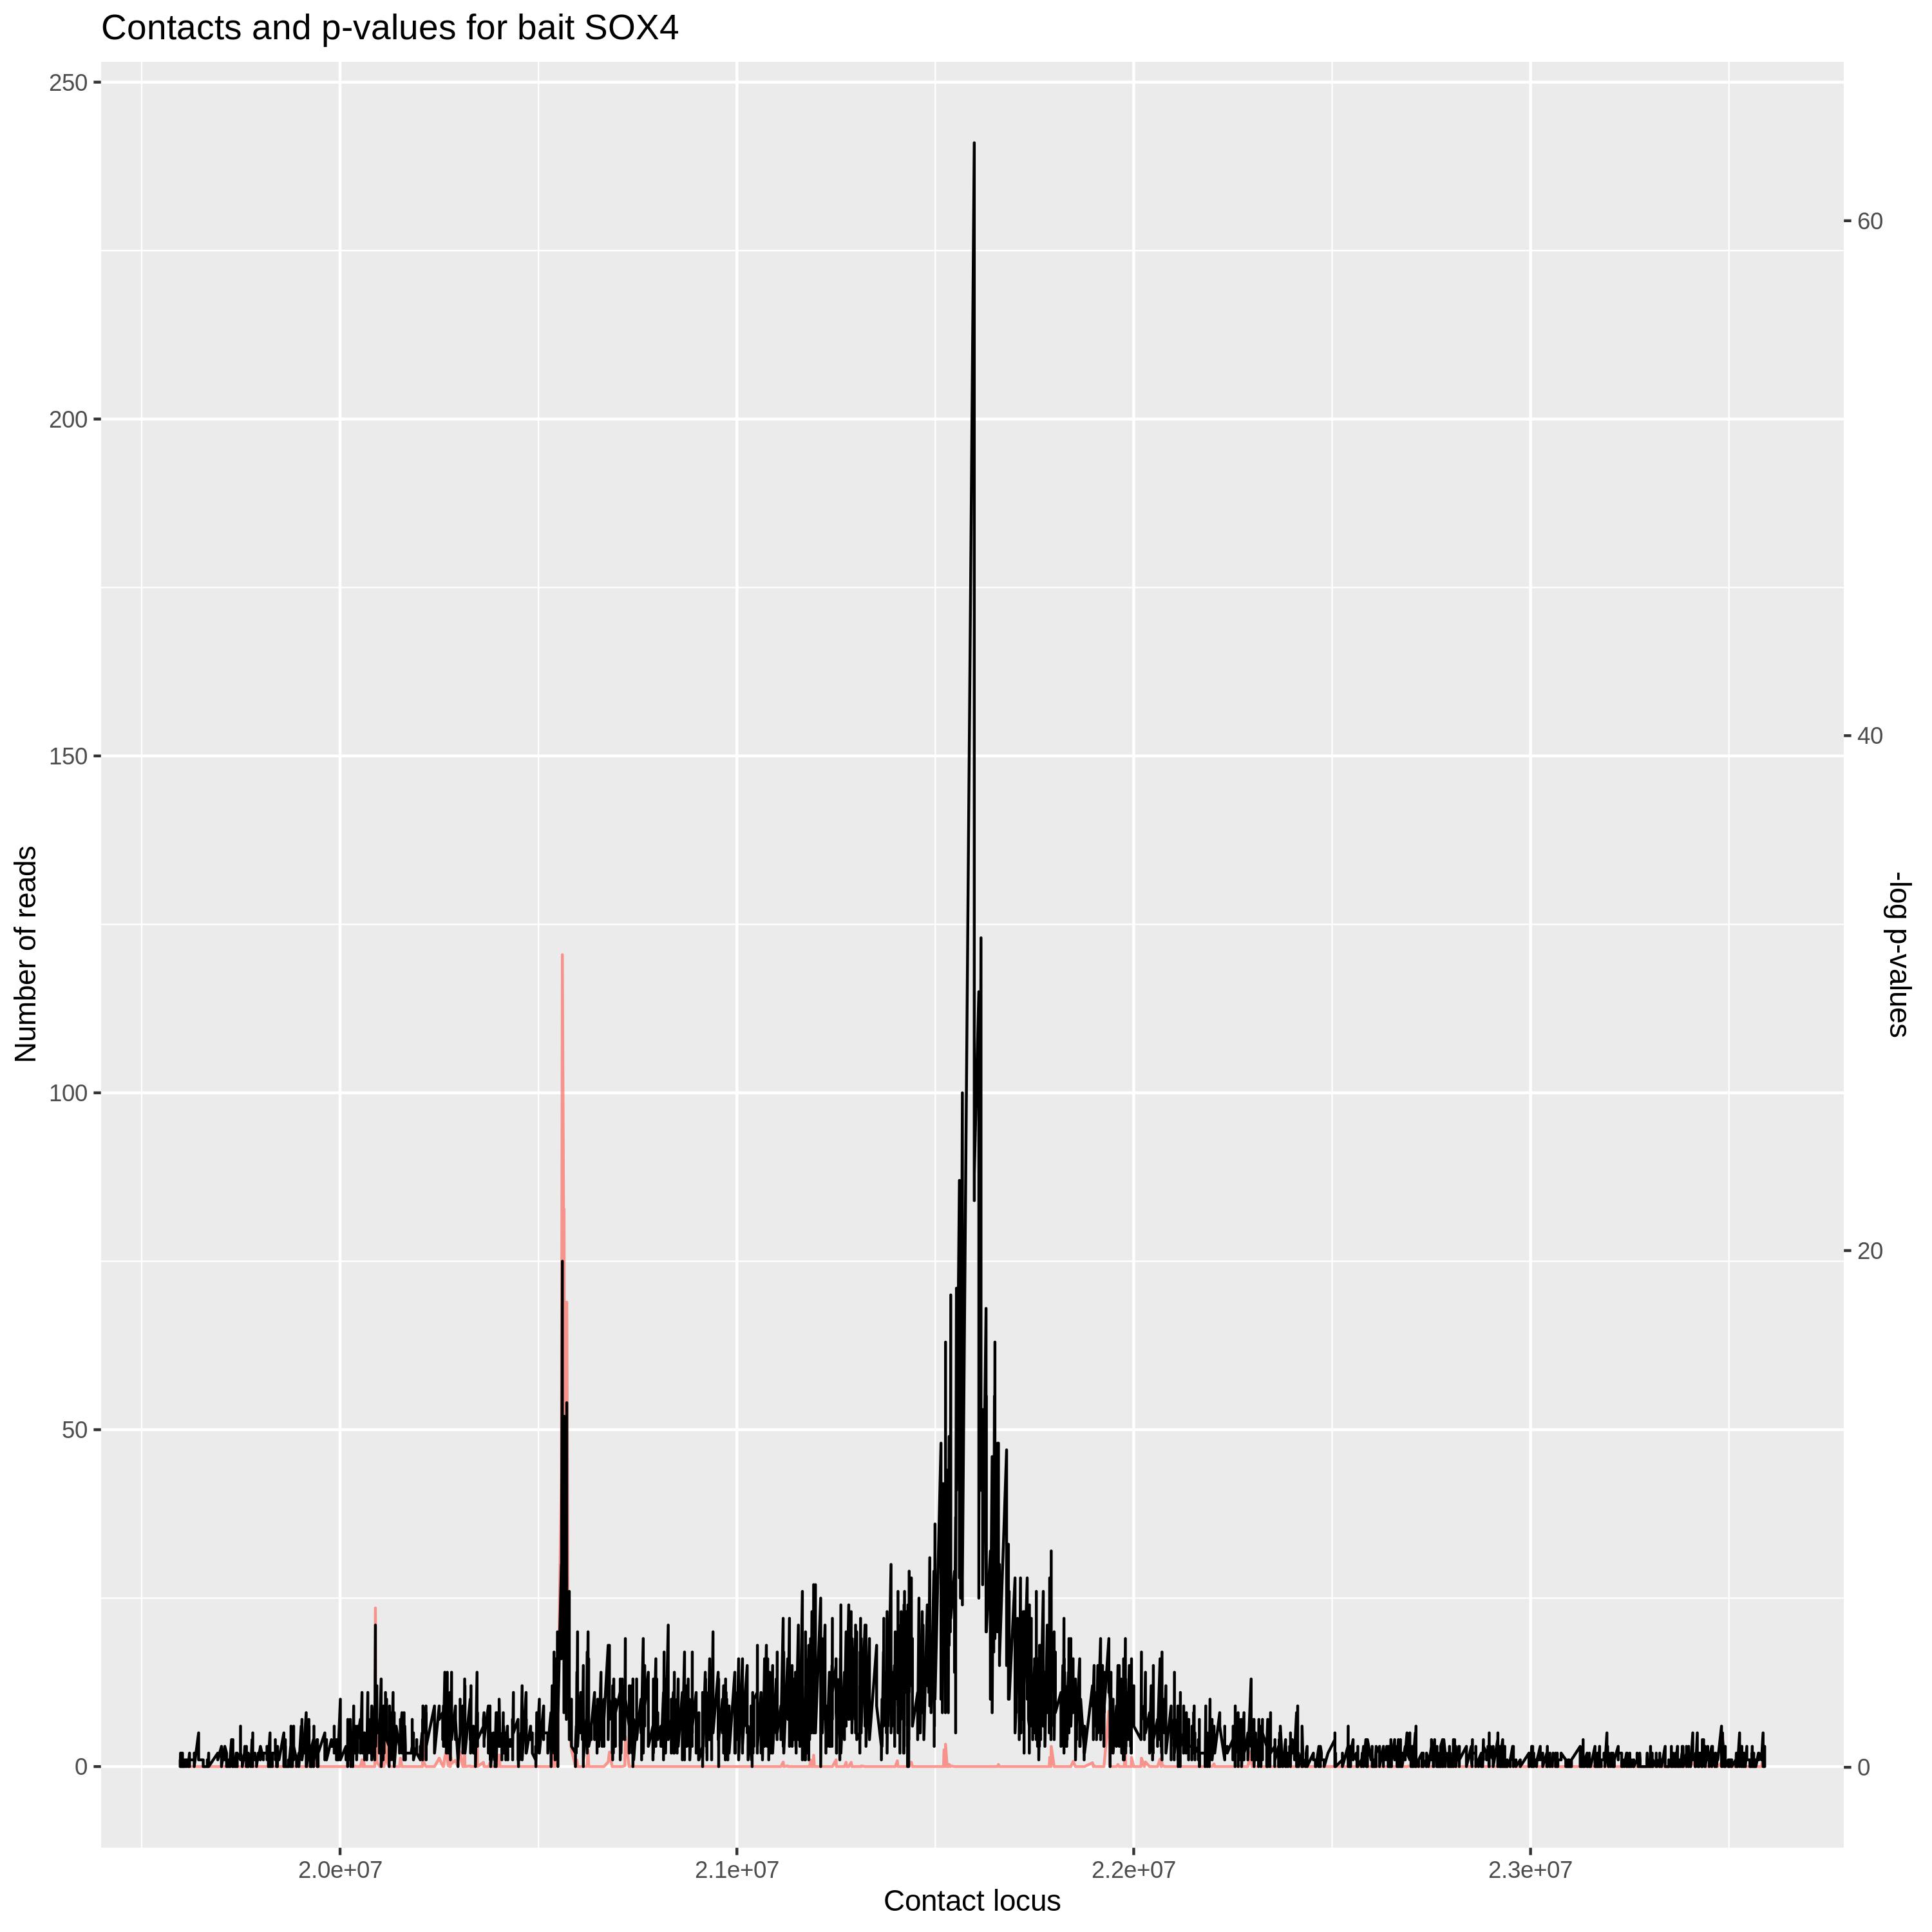 Contacts and p-values for bait SOX4
250
200
150
100
50
0
Number of reads
60
40
20
0
-log p-values
2.0e+07
2.1e+07
2.2e+07
2.3e+07
Contact locus